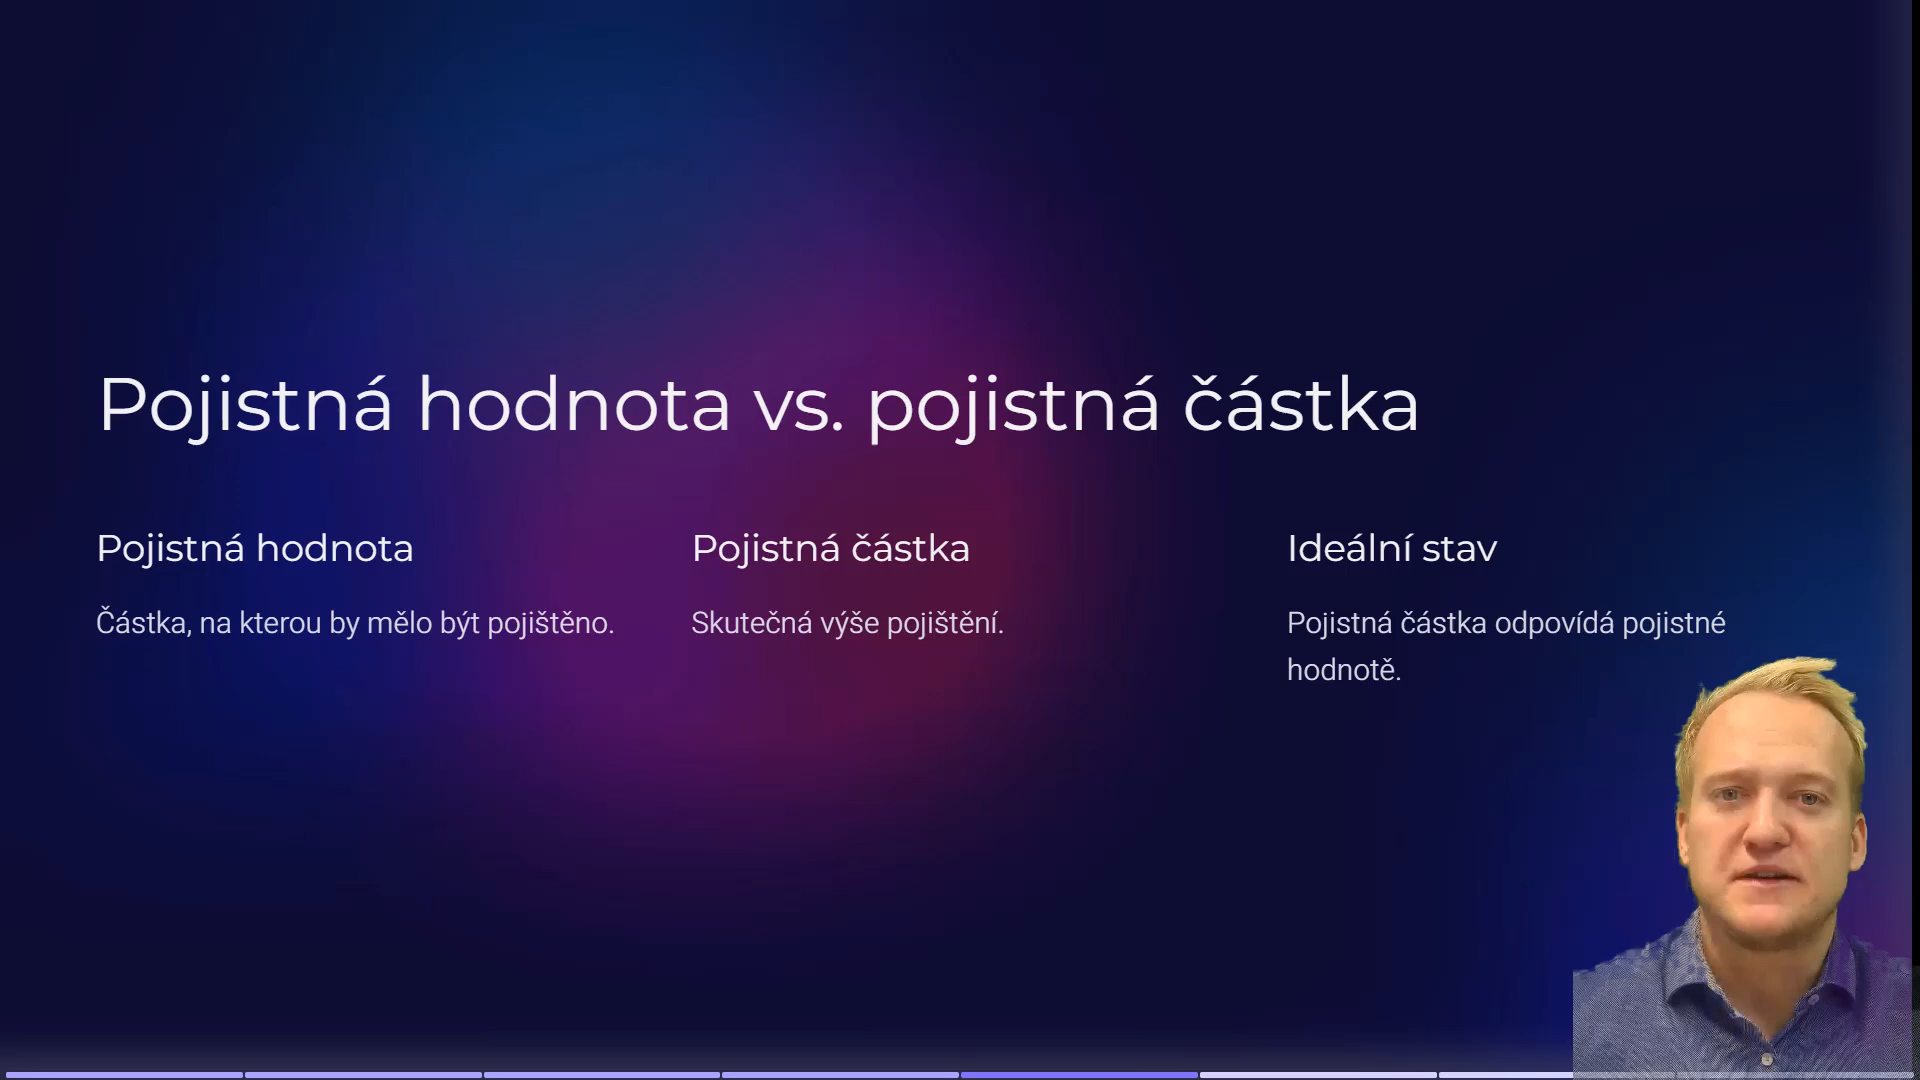 Pojistná hodnota vs. pojistná částka
Pojistná hodnota
Částka, na kterou by mělo být pojištěno.
Pojistná částka
Skutečná výše pojištění.
Ideální stav
Pojistná částka odpovídá pojistné
hodnotě.